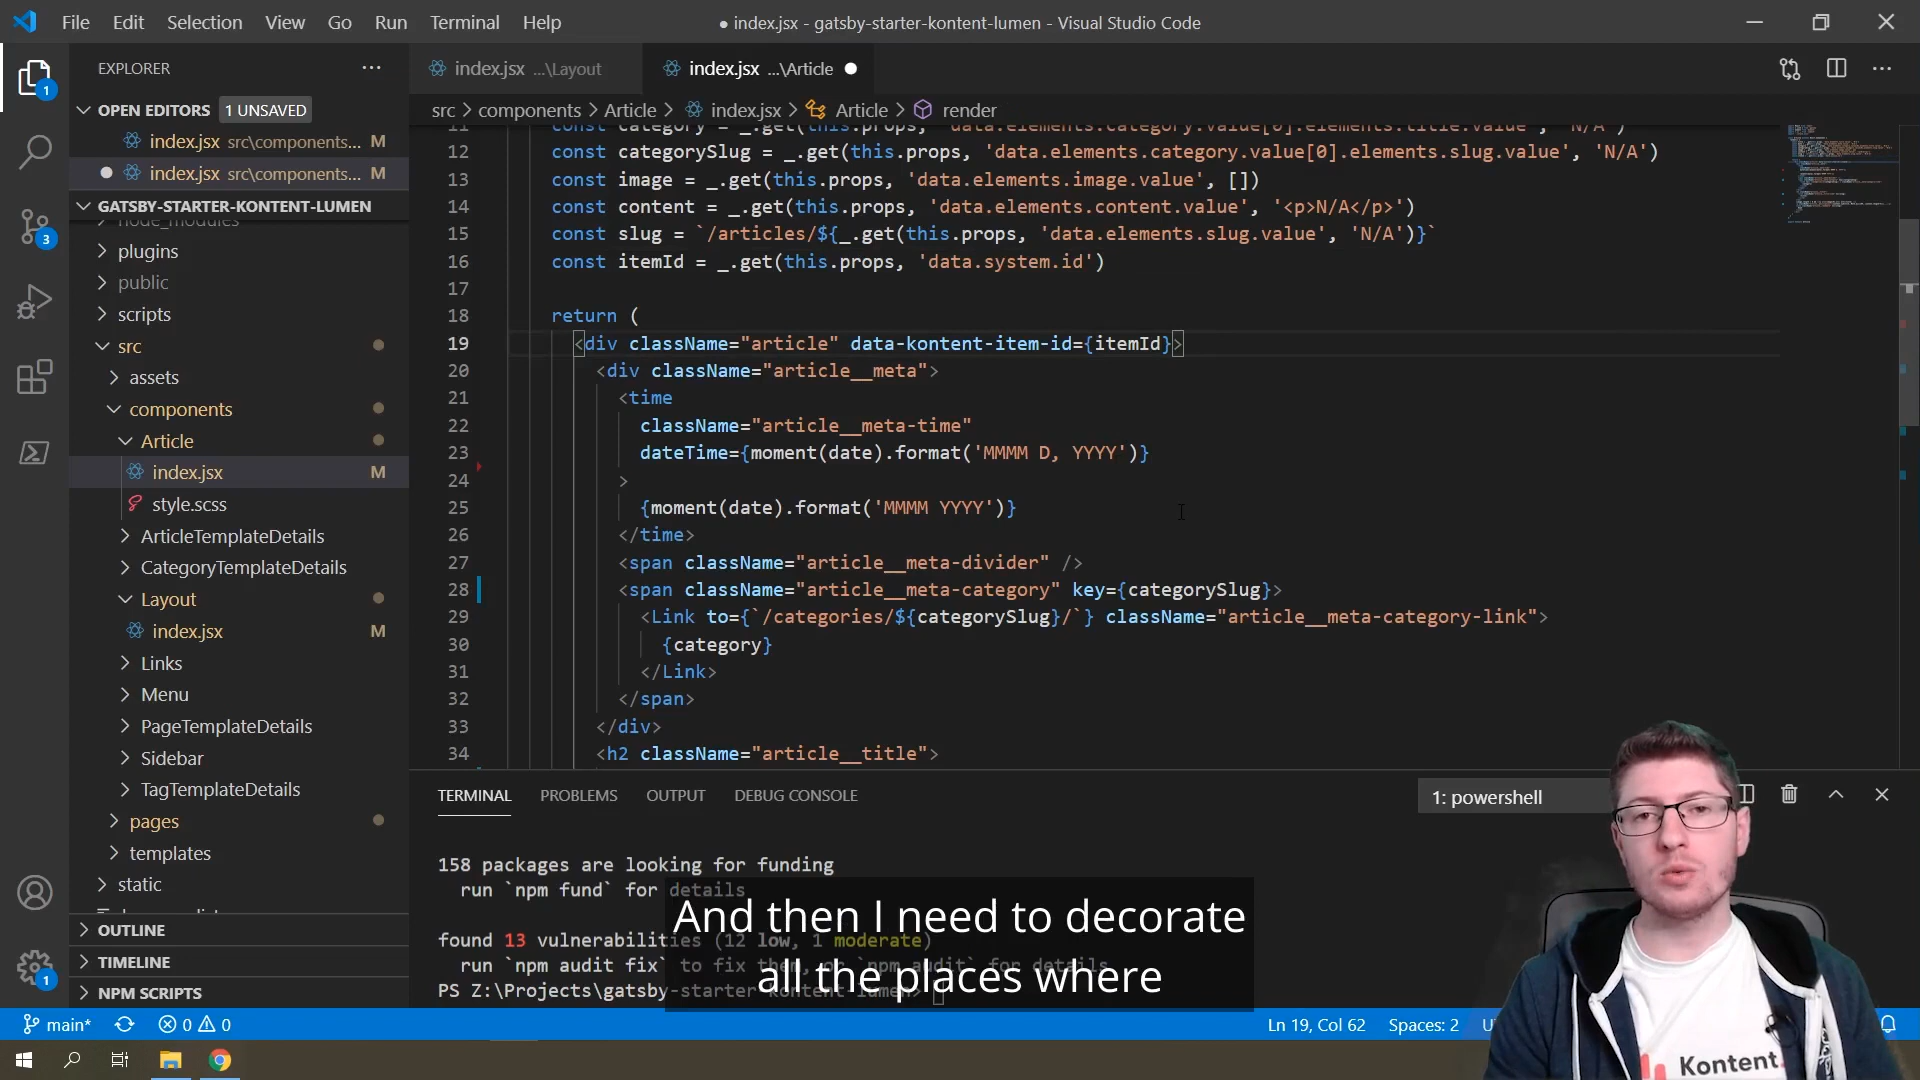 File Edit Selection View Go Run Terminal Help
● index.jsx - gatsby-starter-kontent-lumen - Visual Studio Code
EXPLORER
index.jsx ...\Layout
index.jsx ...\Article
1
OPEN EDITORS 1 UNSAVED
index.jsx src\components... M
index.jsx src\components... M
GATSBY-STARTER-KONTENT-LUMEN
node_modules
plugins
3
public
scripts
src
assets
components
Article
index.jsx M
style.scss
ArticleTemplateDetails
CategoryTemplateDetails
Layout
index.jsx M
Links
Menu
PageTemplateDetails
Sidebar
TagTemplateDetails
pages
templates
static
OUTLINE
TIMELINE
NPM SCRIPTS
1
src > components > Article > index.jsx > Article > render
11 const category = _.get(this.props, 'data.elements.category.value[0].elements.title.value', 'N/A')
12 const categorySlug = _.get(this.props, 'data.elements.category.value[0].elements.slug.value', 'N/A')
13 const image = _.get(this.props, 'data.elements.image.value', [])
14 const content = _.get(this.props, 'data.elements.content.value', '<p>N/A</p>')
15 const slug = `/articles/${_.get(this.props, 'data.elements.slug.value', 'N/A')}`
16 const itemId = _.get(this.props, 'data.system.id')
17
18 return (
19 <div className="article" data-kontent-item-id={itemId}>
20 <div className="article__meta">
21 <time
22 className="article__meta-time"
23 dateTime={moment(date).format('MMMM D, YYYY')}
24 >
25 {moment(date).format('MMMM YYYY')}
26 </time>
27 <span className="article__meta-divider" />
28 <span className="article__meta-category" key={categorySlug}>
29 <Link to={`/categories/${categorySlug}/`} className="article__meta-category-link">
30 {category}
31 </Link>
32 </span>
33 </div>
34 <h2 className="article__title">
TERMINAL PROBLEMS OUTPUT DEBUG CONSOLE
1: powershell
158 packages are looking for funding
run `npm fund` for details
found 13 vulnerabilities (12 low, 1 moderate)
run `npm audit fix` to fix them, or `npm audit` for details
PS Z:\Projects\gatsby-starter-kontent-lumen>
And then I need to decorate
all the places where
Kontent.
main* 0 0
Ln 19, Col 62 Spaces: 2